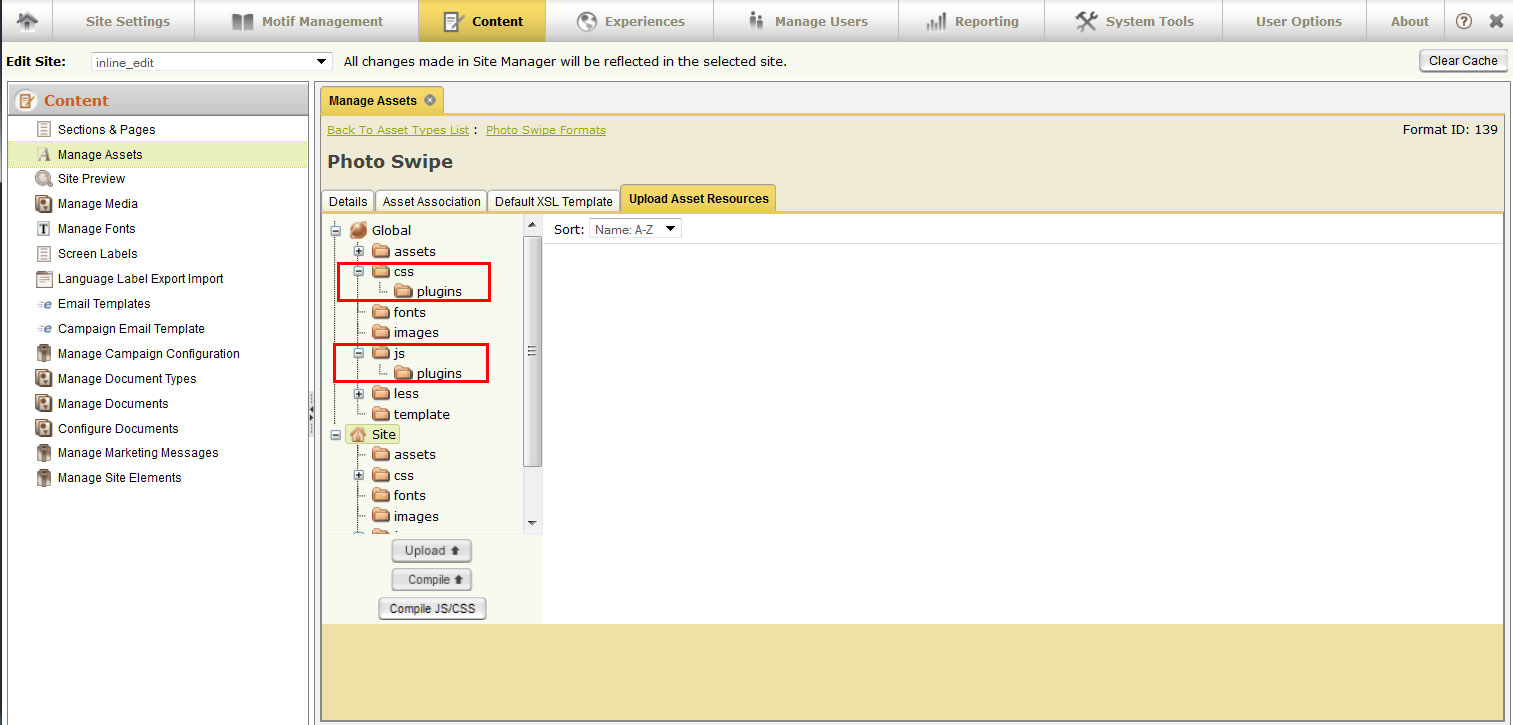 Site Settings Motif Management Content Experiences Manage Users Reporting System Tools User Options About ?
Edit Site: inline_edit All changes made in Site Manager will be reflected in the selected site. Clear Cache
Content
Sections & Pages
Manage Assets
Site Preview
Manage Media
Manage Fonts
Screen Labels
Language Label Export Import
Email Templates
Campaign Email Template
Manage Campaign Configuration
Manage Document Types
Manage Documents
Configure Documents
Manage Marketing Messages
Manage Site Elements
Manage Assets
Back To Asset Types List : Photo Swipe Formats Format ID: 139
Photo Swipe
Details Asset Association Default XSL Template Upload Asset Resources
Global
assets
css
plugins
fonts
images
js
plugins
less
template
Site
assets
css
fonts
images
Upload
Compile
Compile JS/CSS
Sort: Name: A-Z